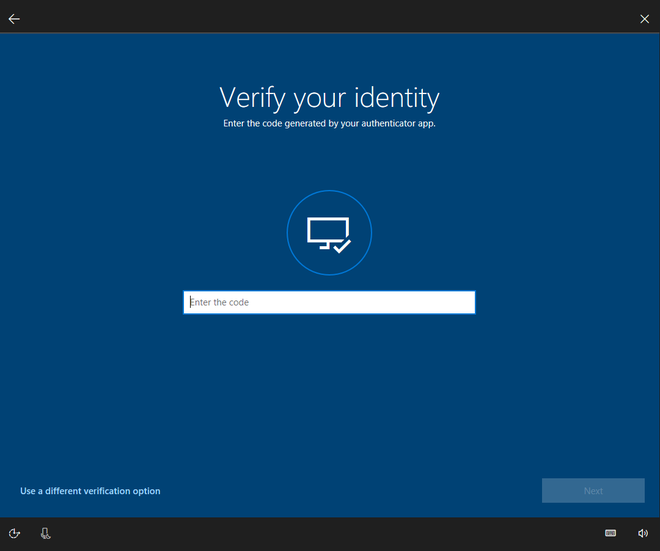 Verify your identity
Enter the code generated by your authenticator app.
Enter the code
Use a different verification option
Next